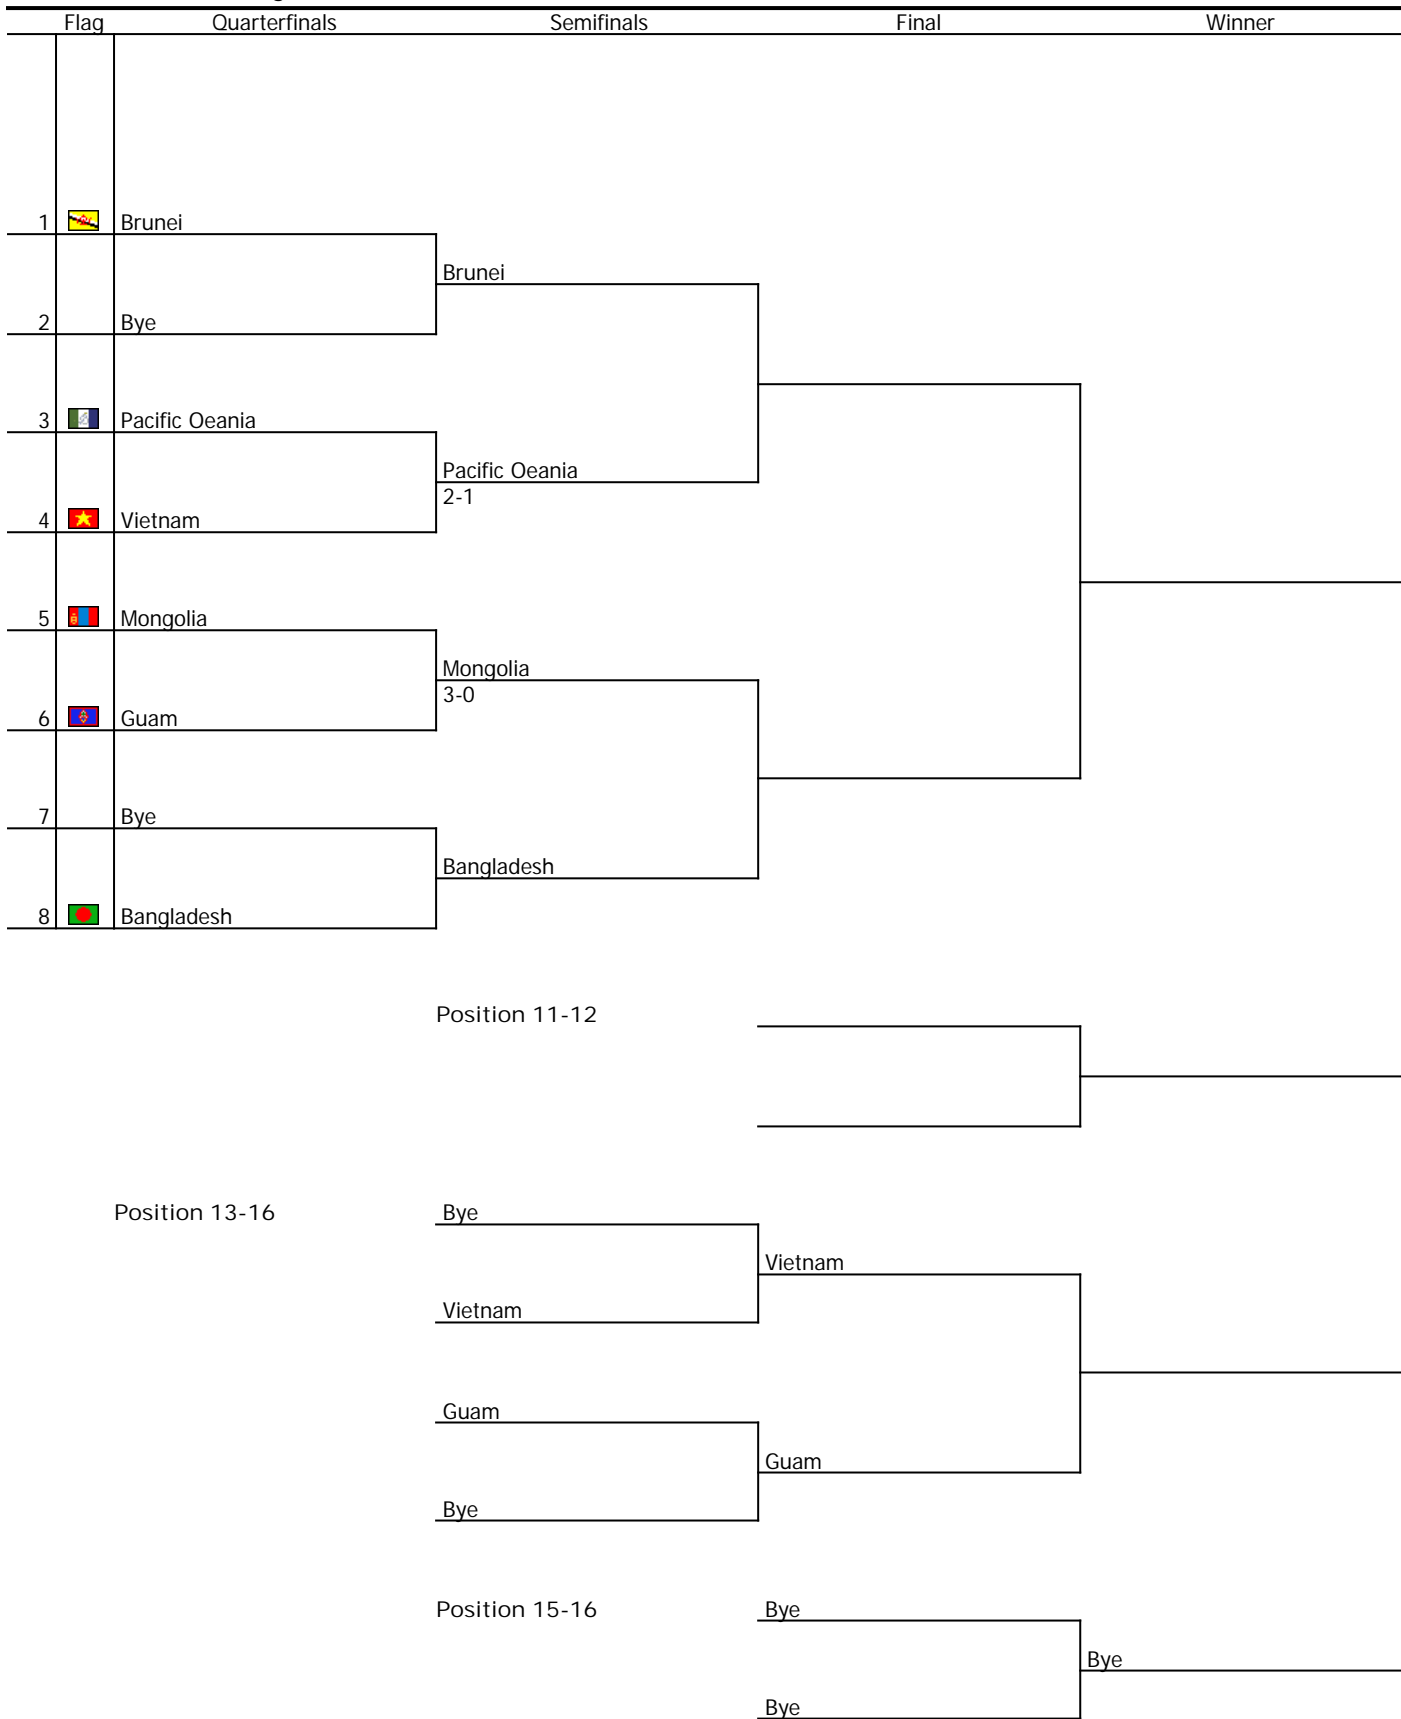 Flag Quarterfinals Semifinals Final Winner
1 Brunei
Brunei
2 Bye
3 Pacific Oeania
Pacific Oeania
2-1
4 Vietnam
5 Mongolia
Mongolia
3-0
6 Guam
7 Bye
Bangladesh
8 Bangladesh
Position 11-12
Position 13-16 Bye
Vietnam
Vietnam
Guam
Guam
Bye
Position 15-16 Bye
Bye
Bye